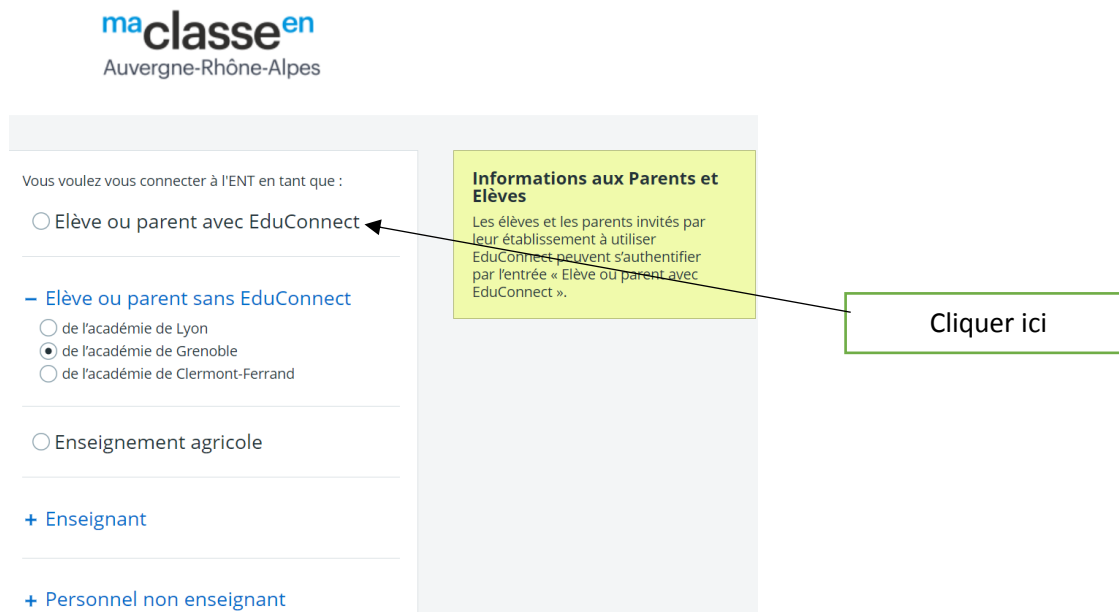 maclasseen
Auvergne-Rhône-Alpes
Vous voulez vous connecter à l'ENT en tant que :
Elève ou parent avec EduConnect
− Elève ou parent sans EduConnect
de l'académie de Lyon
de l'académie de Grenoble
de l'académie de Clermont-Ferrand
Enseignement agricole
+ Enseignant
+ Personnel non enseignant
Informations aux Parents et
Elèves
Les élèves et les parents invités par
leur établissement à utiliser
EduConnect peuvent s'authentifier
par l'entrée « Elève ou parent avec
EduConnect ».
Cliquer ici